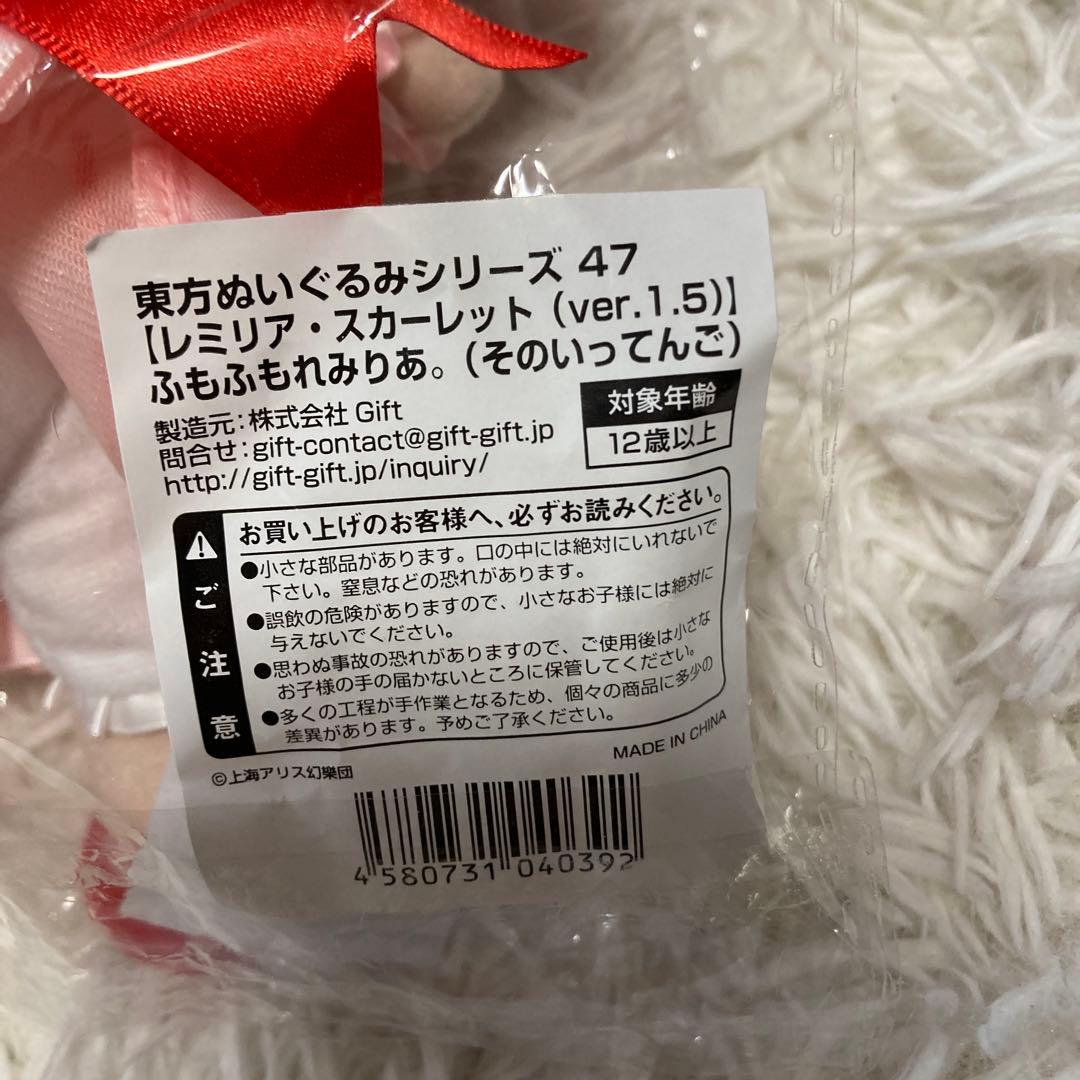 東方ぬいぐるみシリーズ 47
【レミリア・スカーレット(ver.1.5)】
ふもふもれみりあ。(そのいってんご)
製造元:株式会社 Gift
問合せ:gift-contact@gift-gift.jp
http://gift-gift.jp/inquiry/
対象年齢
12歳以上
ご注意
お買い上げのお客様へ、必ずお読みください。
●小さな部品があります。口の中には絶対にいれないで
下さい。窒息などの恐れがあります。
●誤飲の危険がありますので、小さなお子様には絶対に
与えないでください。
●思わぬ事故の恐れがありますので、ご使用後は小さな
お子様の手の届かないところに保管してください。
●多くの工程が手作業となるため、個々の商品に多少の
差異があります。予めご了承ください。
©上海アリス幻樂団
MADE IN CHINA
4 580731 040392